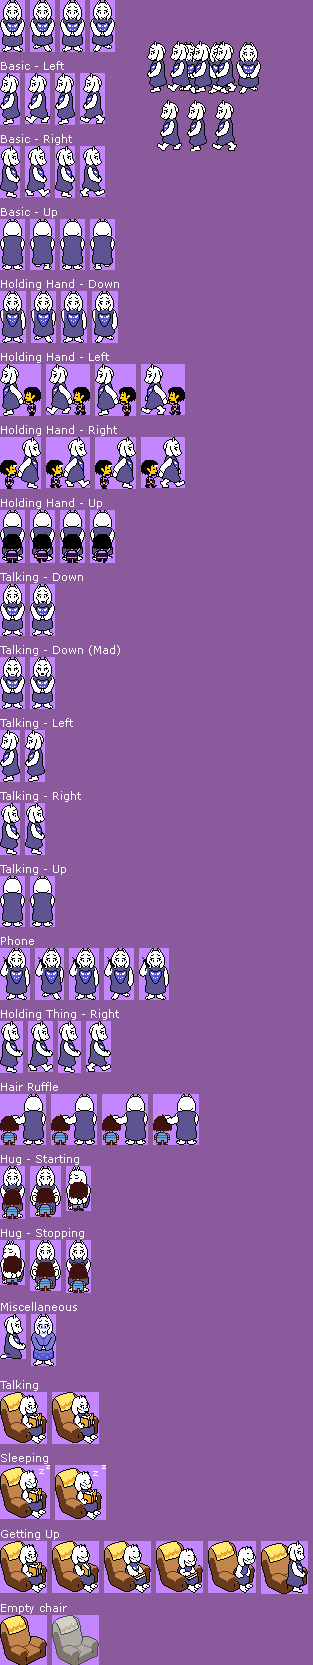 Basic - Left
Basic - Right
Basic - Up
Holding Hand - Down
Holding Hand - Left
Holding Hand - Right
Holding Hand - Up
Talking - Down
Talking - Down (Mad)
Talking - Left
Talking - Right
Talking - Up
Phone
Holding Thing - Right
Hair Ruffle
Hug - Starting
Hug - Stopping
Miscellaneous
Talking
Sleeping
z z z z
Getting Up
Empty chair